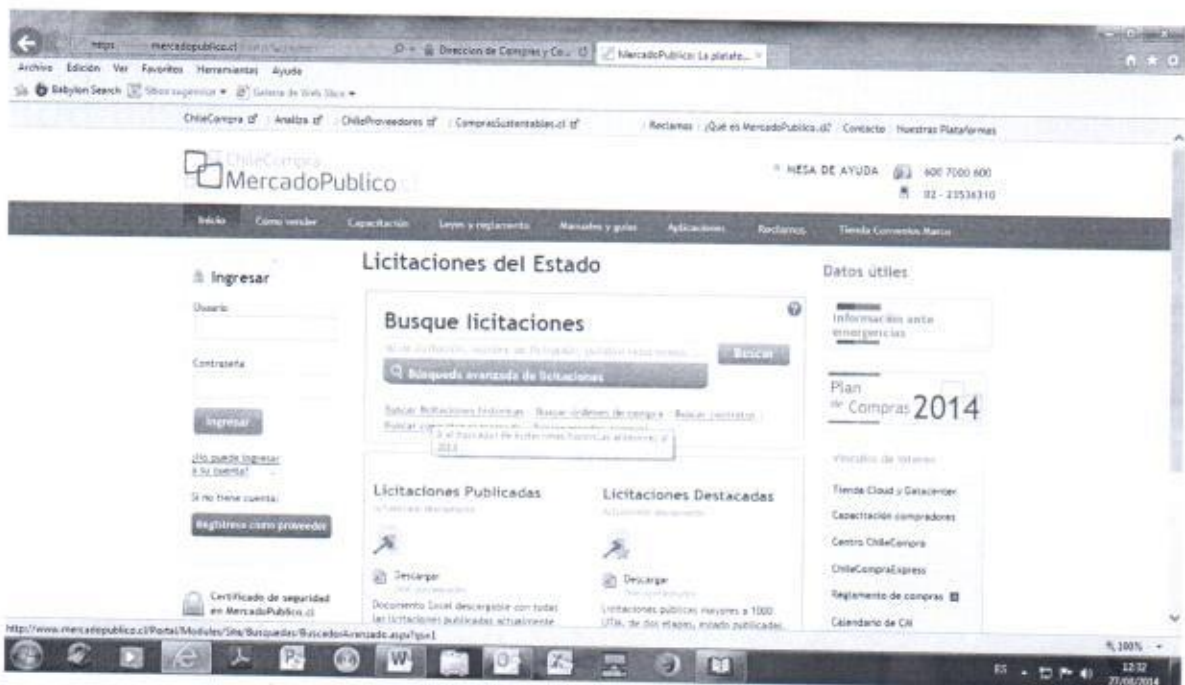 https mercadopublico.cl
Direccion de Compras y Co...
MercadoPublico: La platafo...
Archivo Edición Ver Favoritos Herramientas Ayuda
Babylon Search Galería de Web Slice
ChileCompra Analiza ChileProveedores ComprasSustentables.cl Reclamos ¿Qué es MercadoPublico.cl? Contacto Nuestras Plataformas
ChileCompra
MercadoPublico.cl
MESA DE AYUDA 600 7000 600
02 - 23536310
Inicio Cómo vender Capacitación Leyes y reglamento Manuales y guías Aplicaciones Reclamos Tienda Convenios Marco
Ingresar
Usuario
Contraseña
Ingresar
¿No puede ingresar
a su cuenta?
Si no tiene cuenta:
Regístrese como proveedor
Certificado de seguridad
en MercadoPublico.cl
Licitaciones del Estado
Busque licitaciones
Buscar
Búsqueda avanzada de licitaciones
Buscar licitaciones históricas Buscar órdenes de compra Buscar contratos
Licitaciones Publicadas
Descargar
Documento Excel descargable con todas
las licitaciones publicadas actualmente
Licitaciones Destacadas
Descargar
Licitaciones públicas mayores a 1000
UTM, de dos etapas, estado publicadas,
Datos útiles
Información ante
emergencias
Plan
de Compras 2014
Vínculos de interés
Tienda Cloud y Datacenter
Capacitación compradores
Centro ChileCompra
ChileCompraExpress
Reglamento de compras
Calendario de CM
http://www.mercadopublico.cl/Portal/Modules/Site/Busquedas/BuscadorAvanzado.aspx?qs=1
100%
ES 12:32
27/08/2014